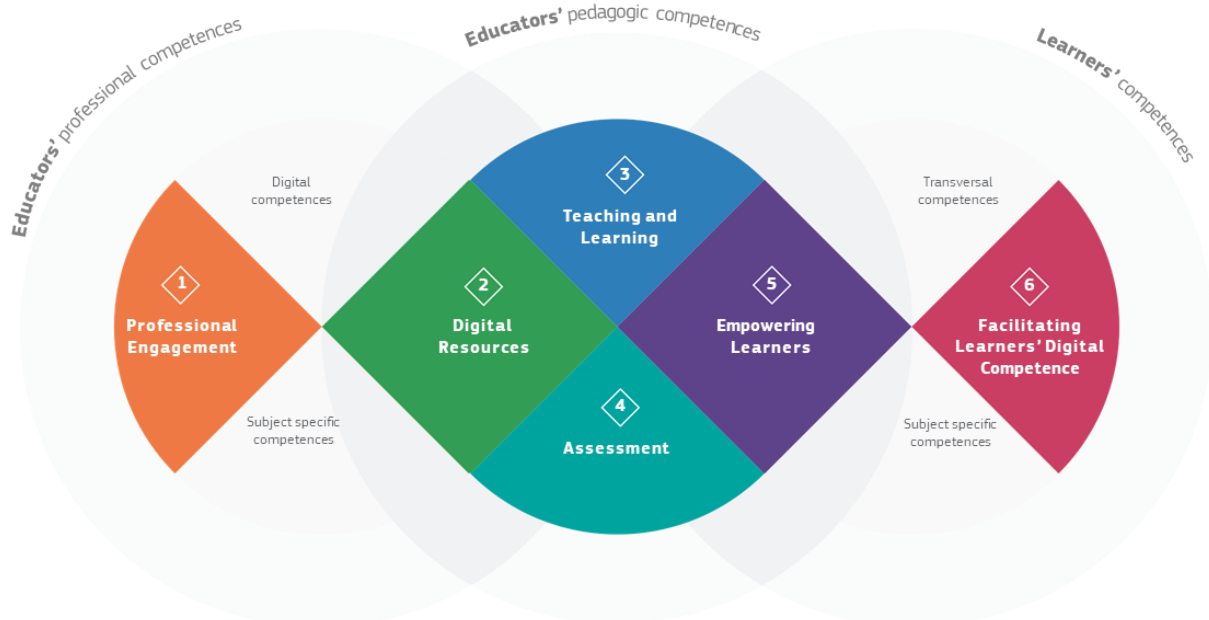 Educators' professional competences
Educators' pedagogic competences
Learners' competences
Digital
competences
Subject specific
competences
1
Professional
Engagement
2
Digital
Resources
3
Teaching and
Learning
4
Assessment
5
Empowering
Learners
Transversal
competences
Subject specific
competences
6
Facilitating
Learners' Digital
Competence